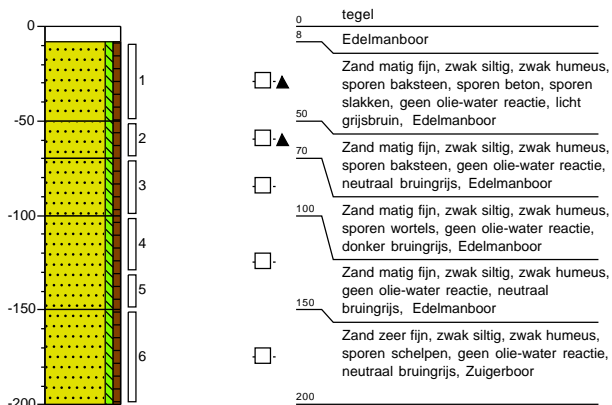 0
-50
-100
-150
-200
1
2
3
4
5
6
0
tegel
8
Edelmanboor
Zand matig fijn, zwak siltig, zwak humeus,
sporen baksteen, sporen beton, sporen
slakken, geen olie-water reactie, licht
grijsbruin, Edelmanboor
50
Zand matig fijn, zwak siltig, zwak humeus,
sporen baksteen, geen olie-water reactie,
neutraal bruingrijs, Edelmanboor
70
Zand matig fijn, zwak siltig, zwak humeus,
sporen wortels, geen olie-water reactie,
donker bruingrijs, Edelmanboor
100
Zand matig fijn, zwak siltig, zwak humeus,
geen olie-water reactie, neutraal
bruingrijs, Edelmanboor
150
Zand zeer fijn, zwak siltig, zwak humeus,
sporen schelpen, geen olie-water reactie,
neutraal bruingrijs, Zuigerboor
200